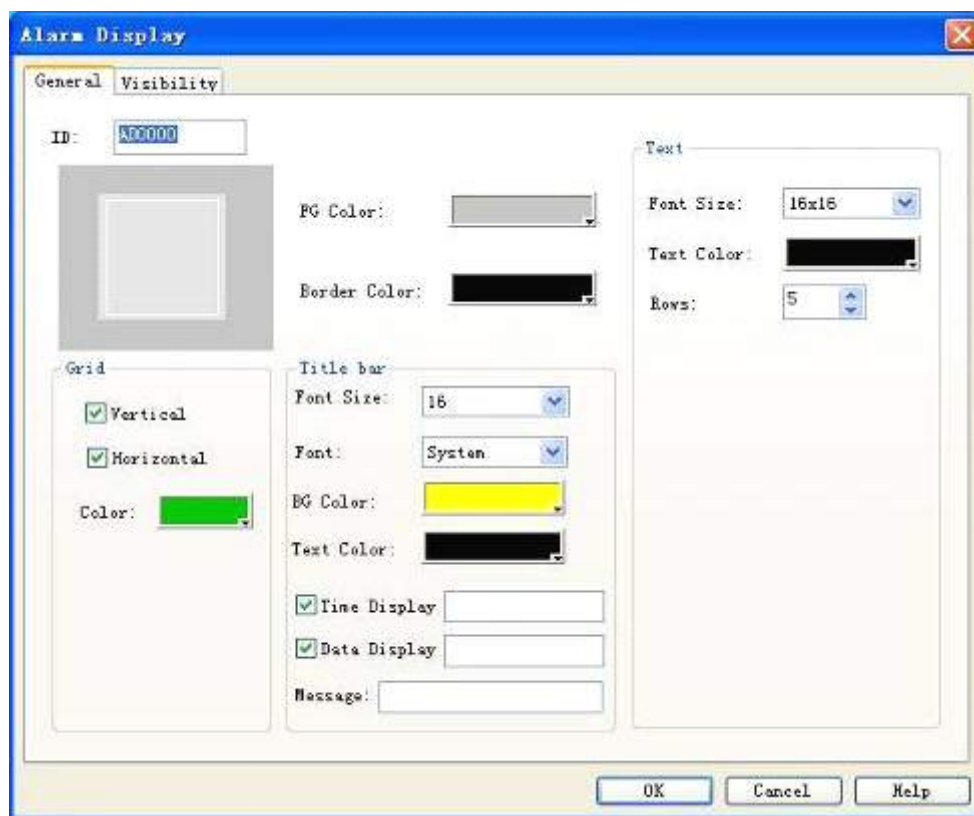 Alarm Display
General Visibility
ID: AD0000
FG Color:
Border Color:
Text
Font Size: 16x16
Text Color:
Rows: 5
Grid
Vertical
Horizontal
Color:
Title bar
Font Size: 16
Font: System
BG Color:
Text Color:
Time Display
Data Display
Message:
OK Cancel Help